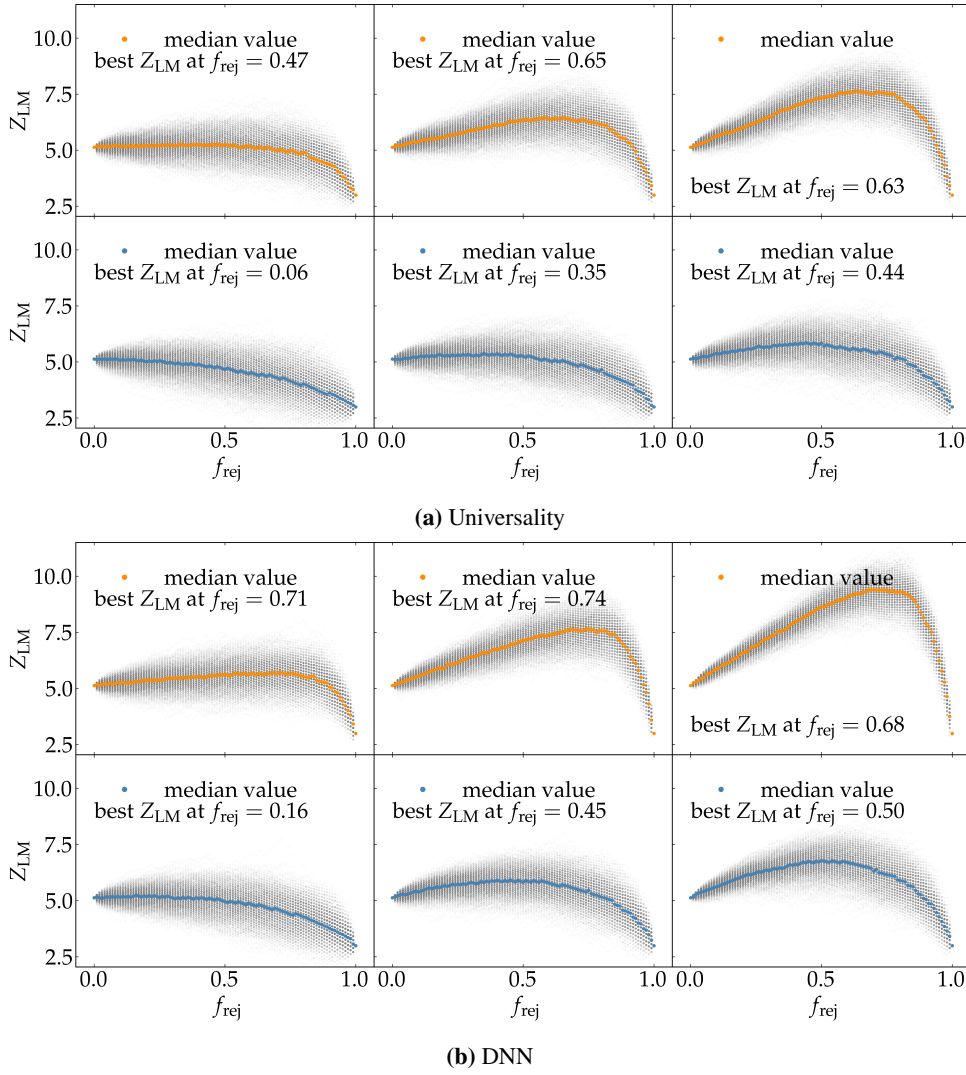 10.0
7.5
5.0
2.5
Z_LM
median value
best Z_LM at f_rej = 0.47
median value
best Z_LM at f_rej = 0.65
median value
best Z_LM at f_rej = 0.63
10.0
7.5
5.0
2.5
Z_LM
median value
best Z_LM at f_rej = 0.06
median value
best Z_LM at f_rej = 0.35
median value
best Z_LM at f_rej = 0.44
0.0 0.5 1.0 0.5 1.0 0.5 1.0
f_rej f_rej f_rej
(a) Universality
10.0
7.5
5.0
2.5
Z_LM
median value
best Z_LM at f_rej = 0.71
median value
best Z_LM at f_rej = 0.74
median value
best Z_LM at f_rej = 0.68
10.0
7.5
5.0
2.5
Z_LM
median value
best Z_LM at f_rej = 0.16
median value
best Z_LM at f_rej = 0.45
median value
best Z_LM at f_rej = 0.50
0.0 0.5 1.0 0.0 0.5 1.0 0.0 0.5 1.0
f_rej f_rej f_rej
(b) DNN